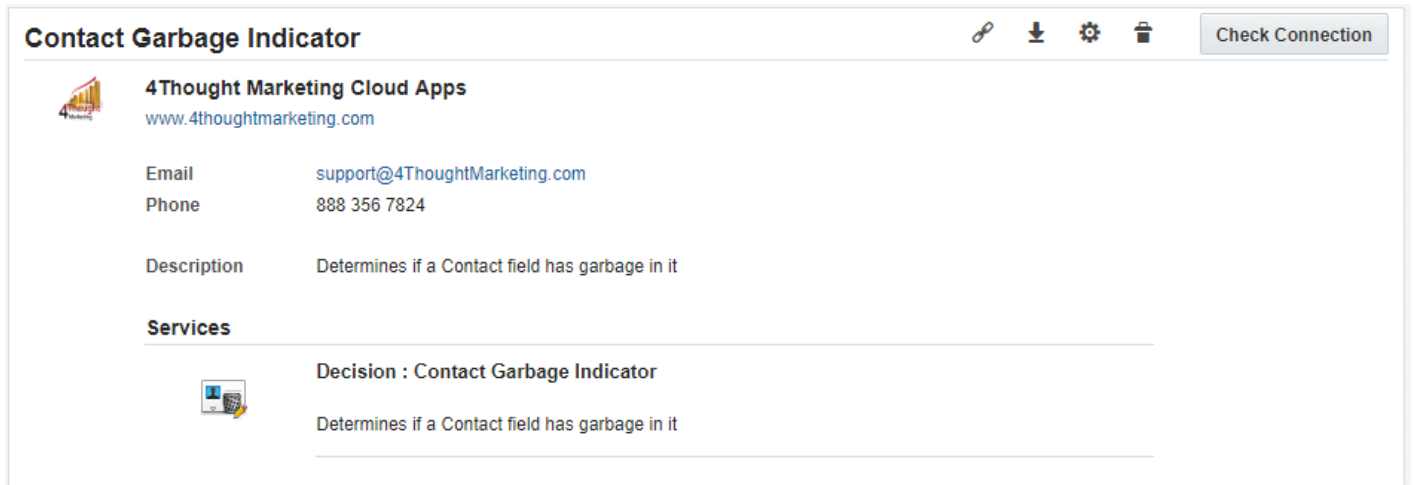 Contact Garbage Indicator
Check Connection
4Thought Marketing Cloud Apps
4Thought
Marketing
www.4thoughtmarketing.com
Email support@4ThoughtMarketing.com
Phone 888 356 7824
Description Determines if a Contact field has garbage in it
Services
Decision : Contact Garbage Indicator
Determines if a Contact field has garbage in it